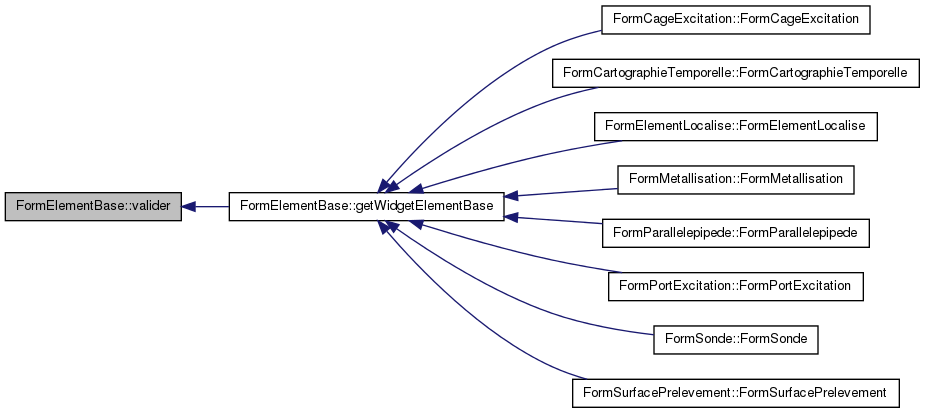 FormCageExcitation::FormCageExcitation
FormCartographieTemporelle::FormCartographieTemporelle
FormElementLocalise::FormElementLocalise
FormMetallisation::FormMetallisation
FormElementBase::valider
FormElementBase::getWidgetElementBase
FormParallelepipede::FormParallelepipede
FormPortExcitation::FormPortExcitation
FormSonde::FormSonde
FormSurfacePrelevement::FormSurfacePrelevement